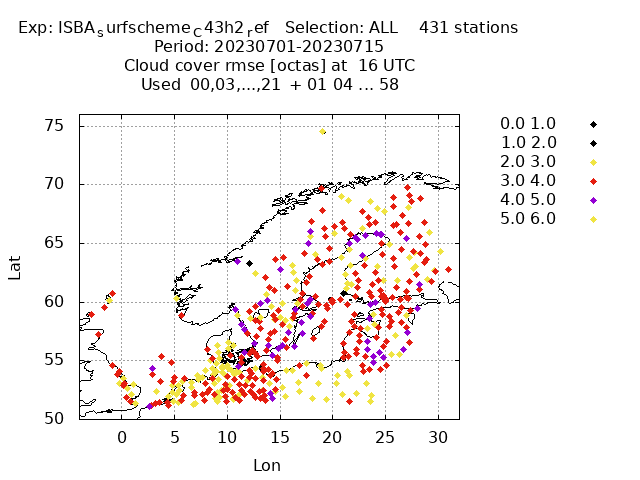 Exp: ISBA_surfscheme_C43h2_ref   Selection: ALL    431 stations
Period: 20230701-20230715
Cloud cover rmse [octas] at  16 UTC
Used  00,03,...,21  + 01 04 ... 58
75
70
65
60
55
50
0 5 10 15 20 25 30
Lat
Lon
0.0 1.0
1.0 2.0
2.0 3.0
3.0 4.0
4.0 5.0
5.0 6.0